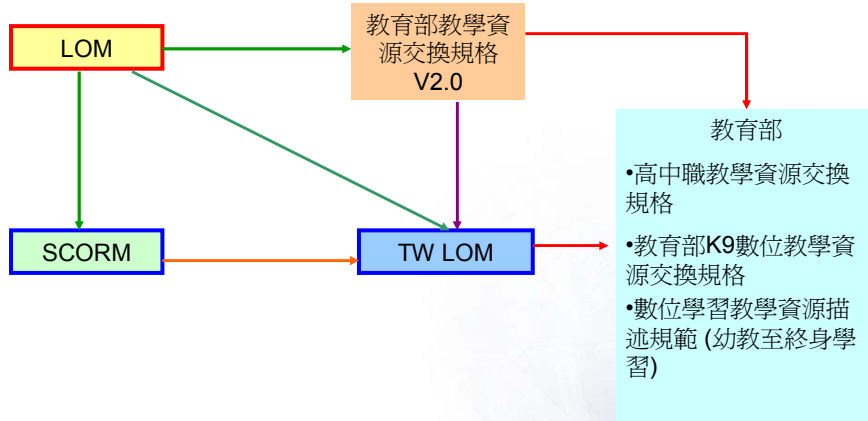 LOM
教育部教學資
源交換規格
V2.0
SCORM
TW LOM
教育部
•高中職教學資源交換
規格
•教育部K9數位教學資
源交換規格
•數位學習教學資源描
述規範 (幼教至終身學
習)